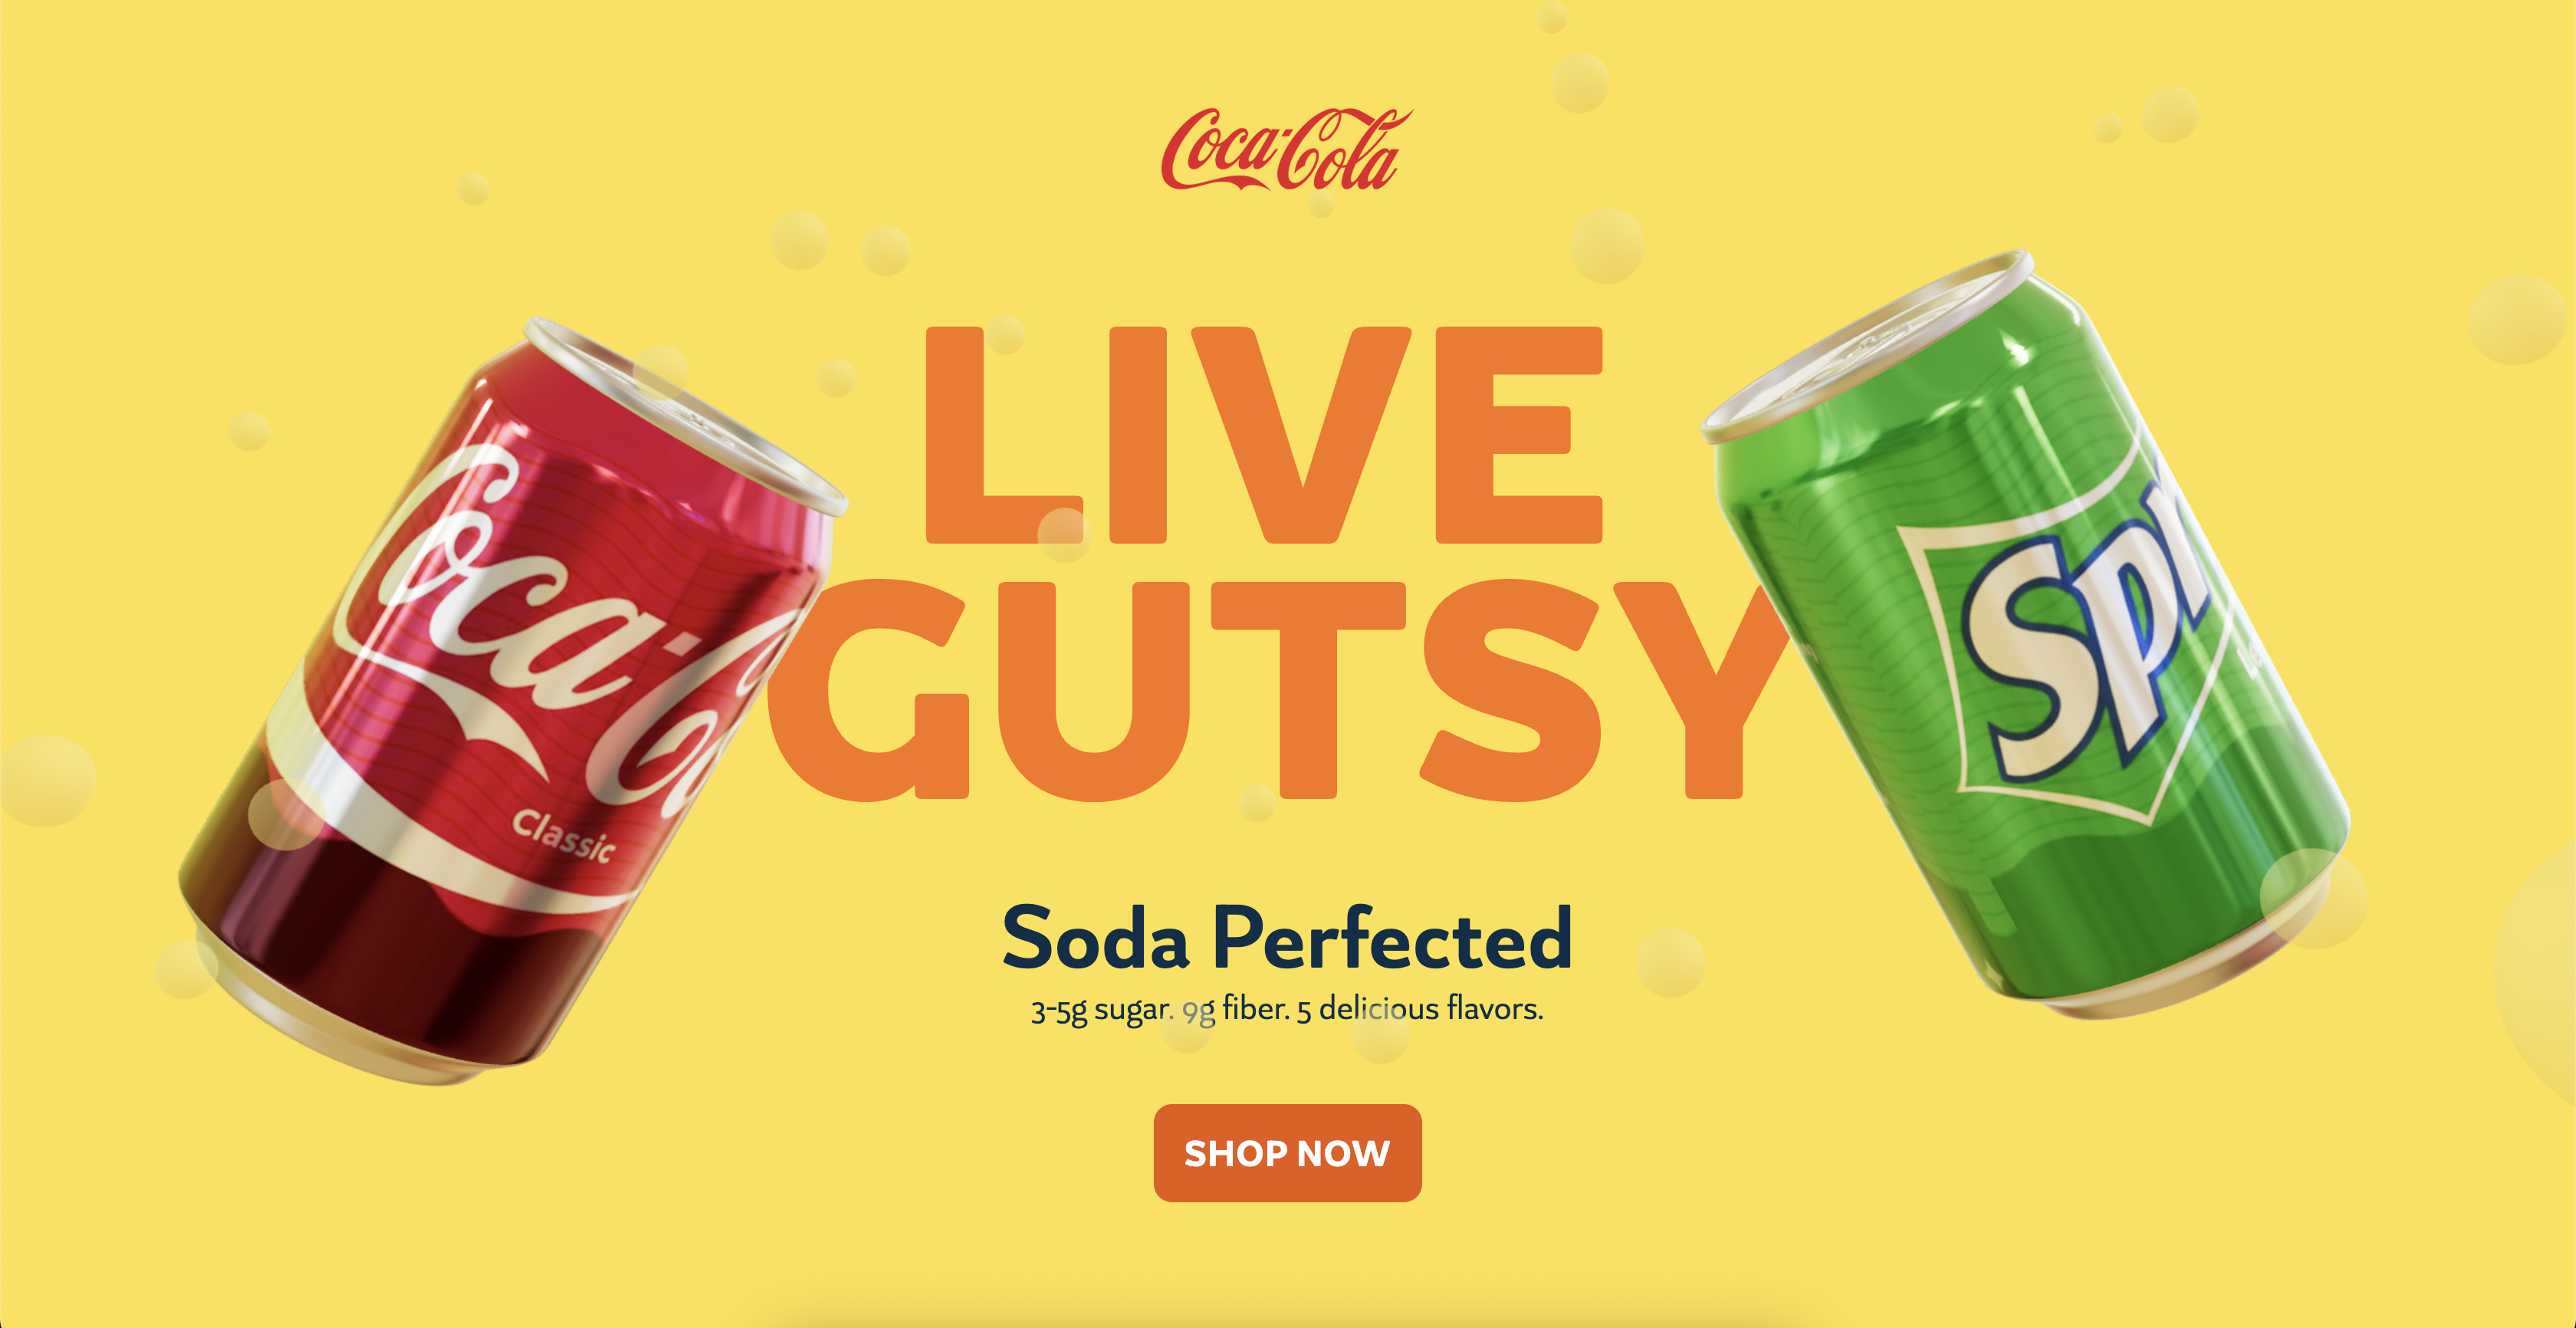 Coca-Cola
LIVE
GUTSY
Coca-Co
Classic
Spr
Soda Perfected
3-5g sugar. 9g fiber. 5 delicious flavors.
SHOP NOW